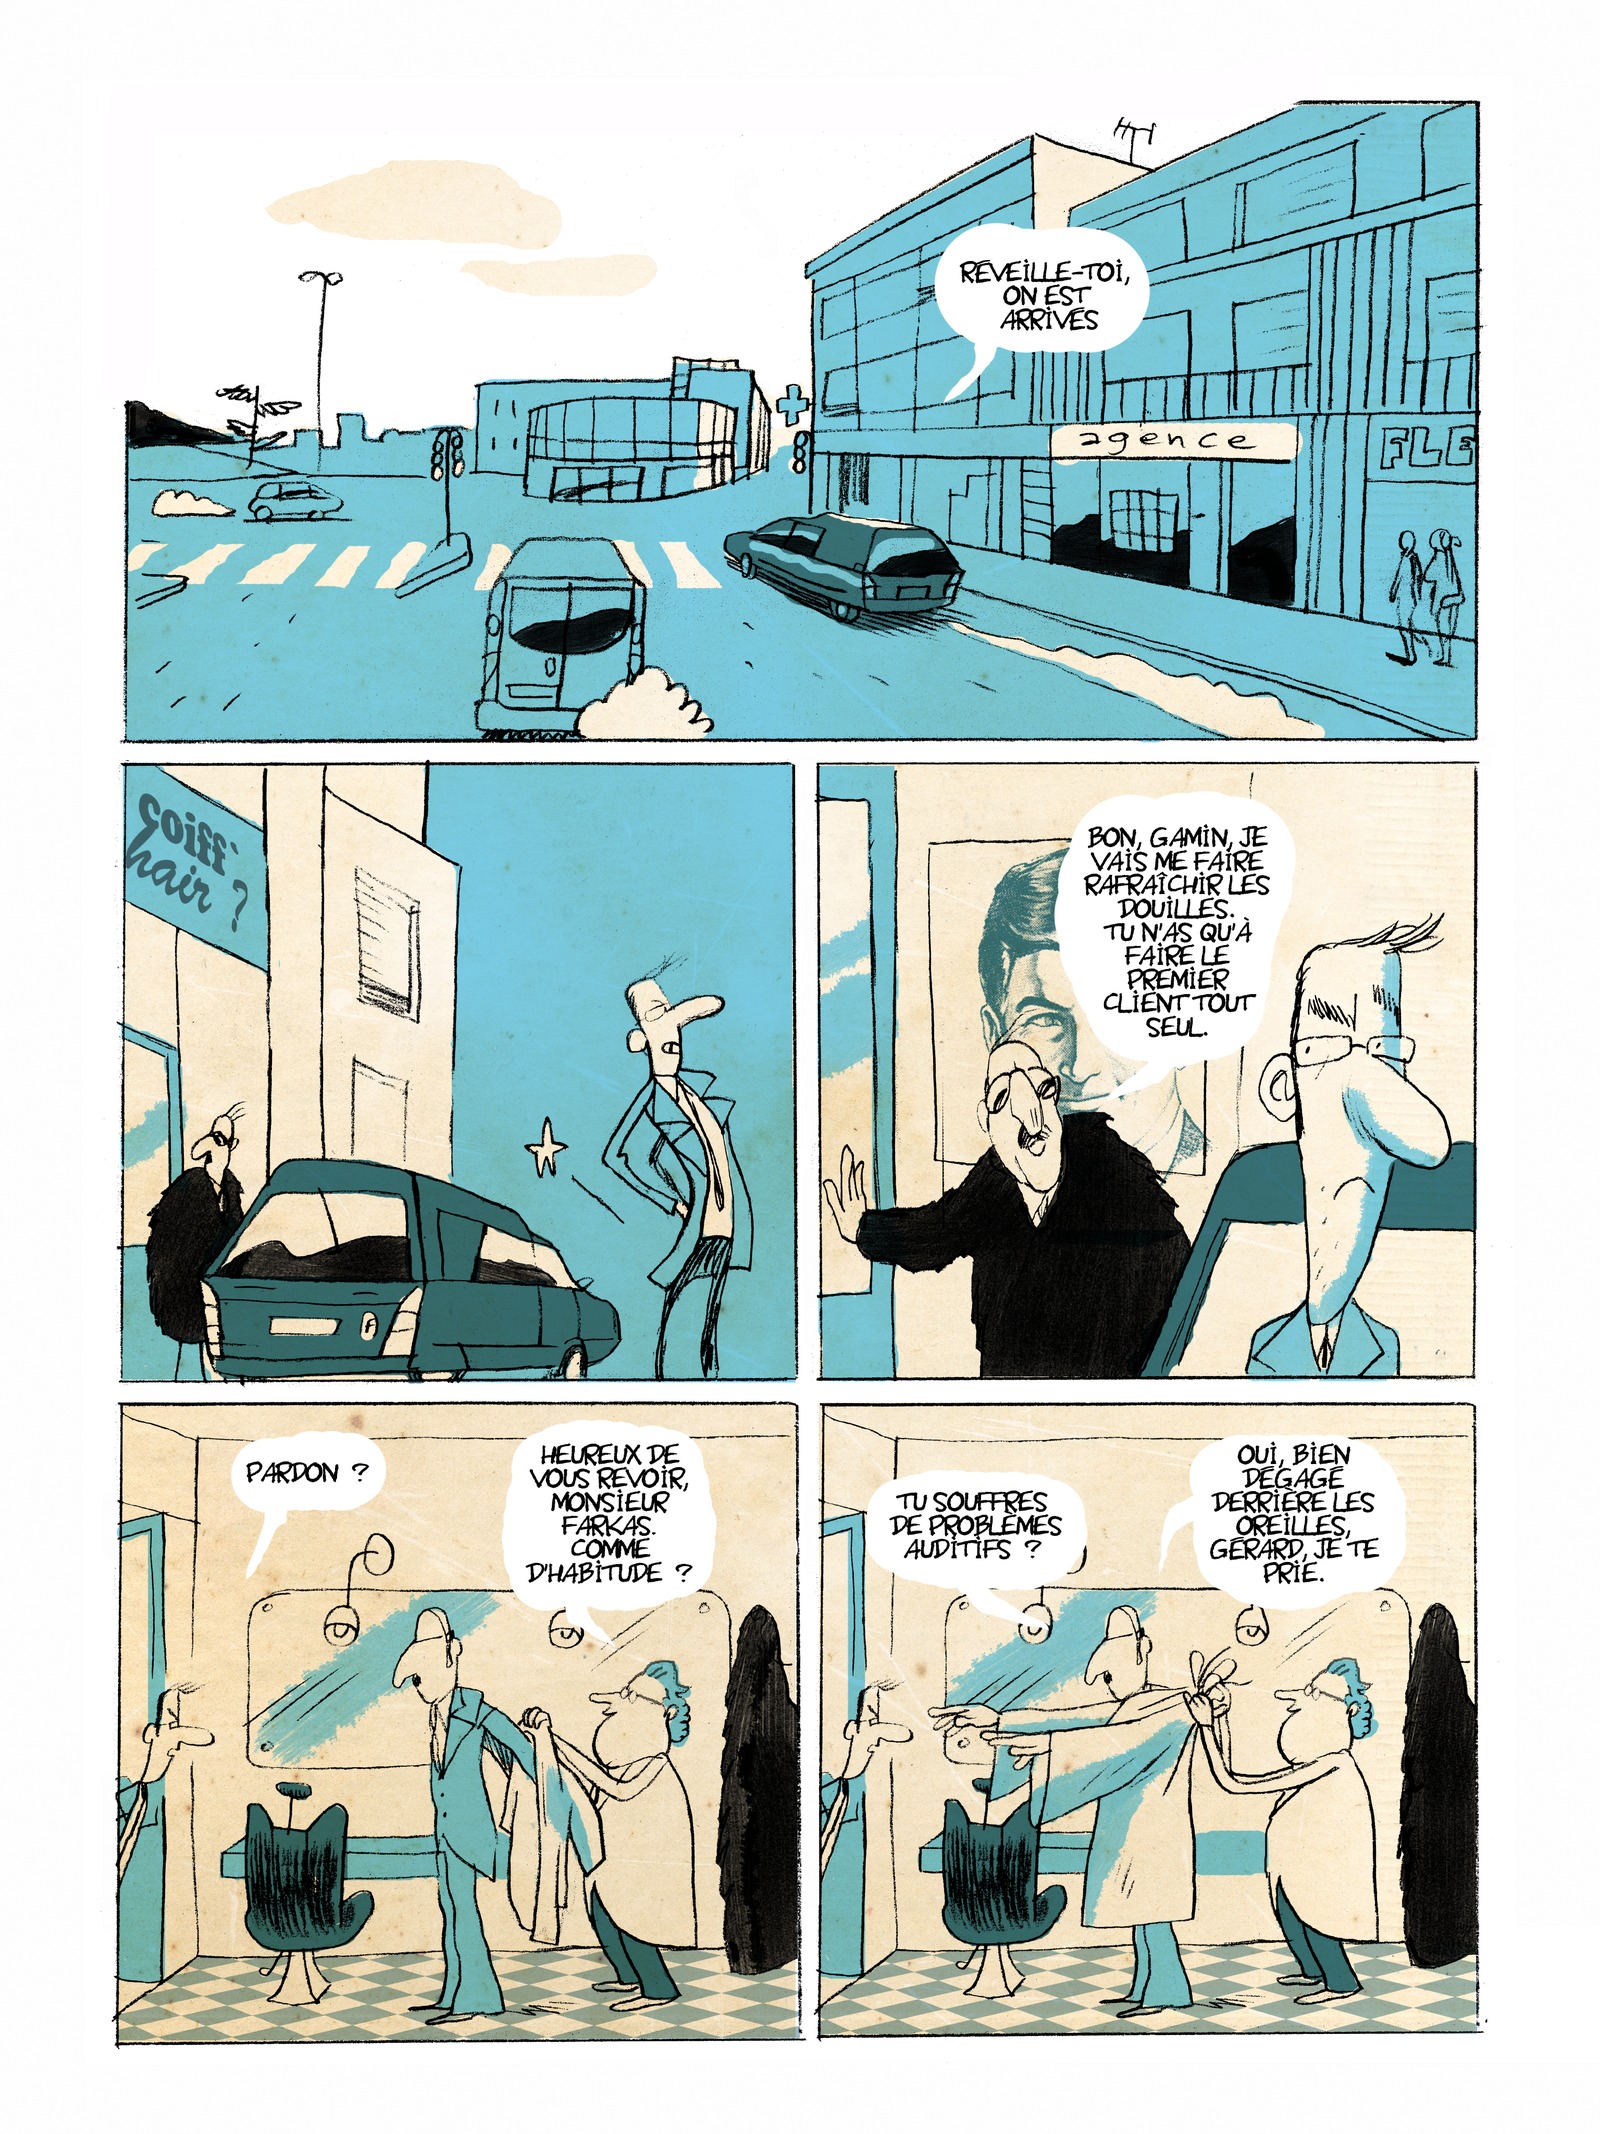 RÉVEILLE-TOI,
ON EST
ARRIVÉS
agence
FLE
çoiff'
hair ?
BON, GAMIN, JE
VAIS ME FAIRE
RAFRAÎCHIR LES
DOUILLES.
TU N'AS QU'À
FAIRE LE
PREMIER
CLIENT TOUT
SEUL.
PARDON ?
HEUREUX DE
VOUS REVOIR,
MONSIEUR
FARKAS.
COMME
D'HABITUDE ?
TU SOUFFRES
DE PROBLÈMES
AUDITIFS ?
OUI, BIEN
DÉGAGÉ
DERRIÈRE LES
OREILLES,
GÉRARD, JE TE
PRIE.